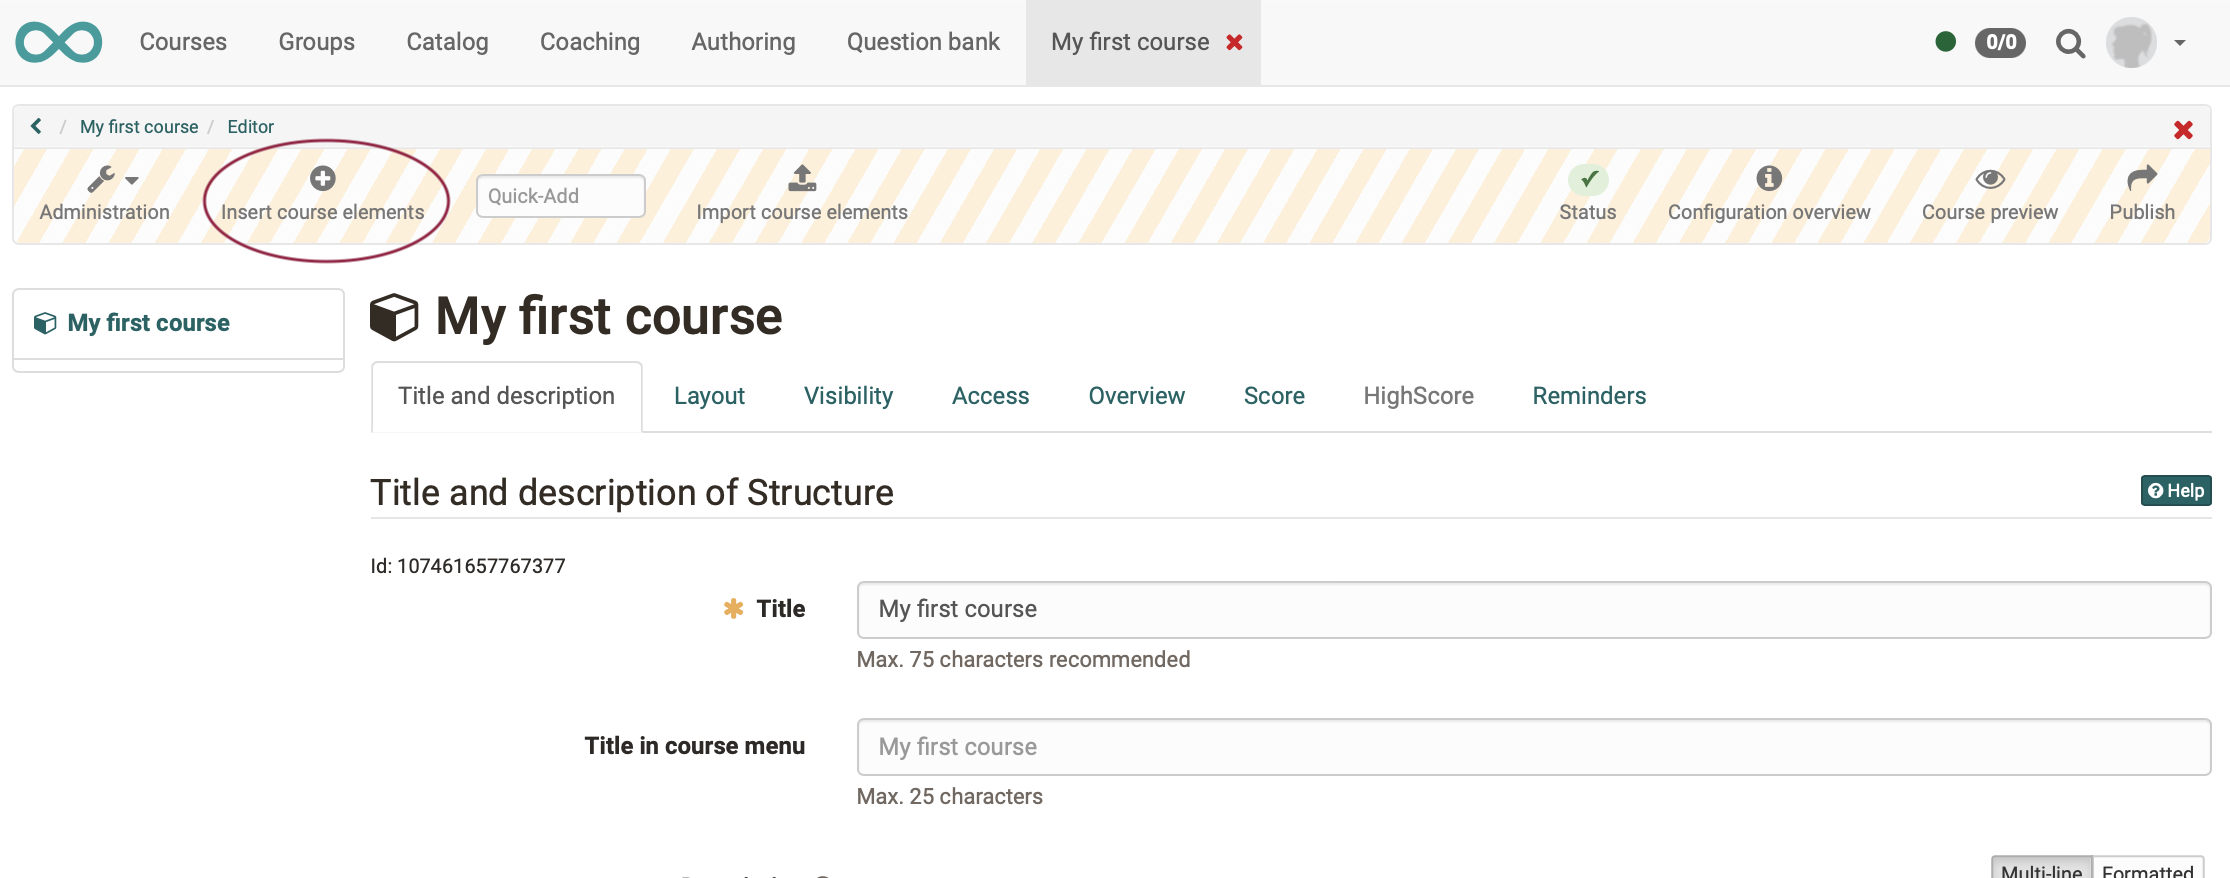 Courses Groups Catalog Coaching Authoring Question bank My first course 0/0
/ My first course / Editor
Administration Insert course elements Quick-Add Import course elements Status Configuration overview Course preview Publish
My first course
My first course
Title and description Layout Visibility Access Overview Score HighScore Reminders
Title and description of Structure
Help
Id: 107461657767377
Title My first course
Max. 75 characters recommended
Title in course menu My first course
Max. 25 characters
Multi-line Formatted